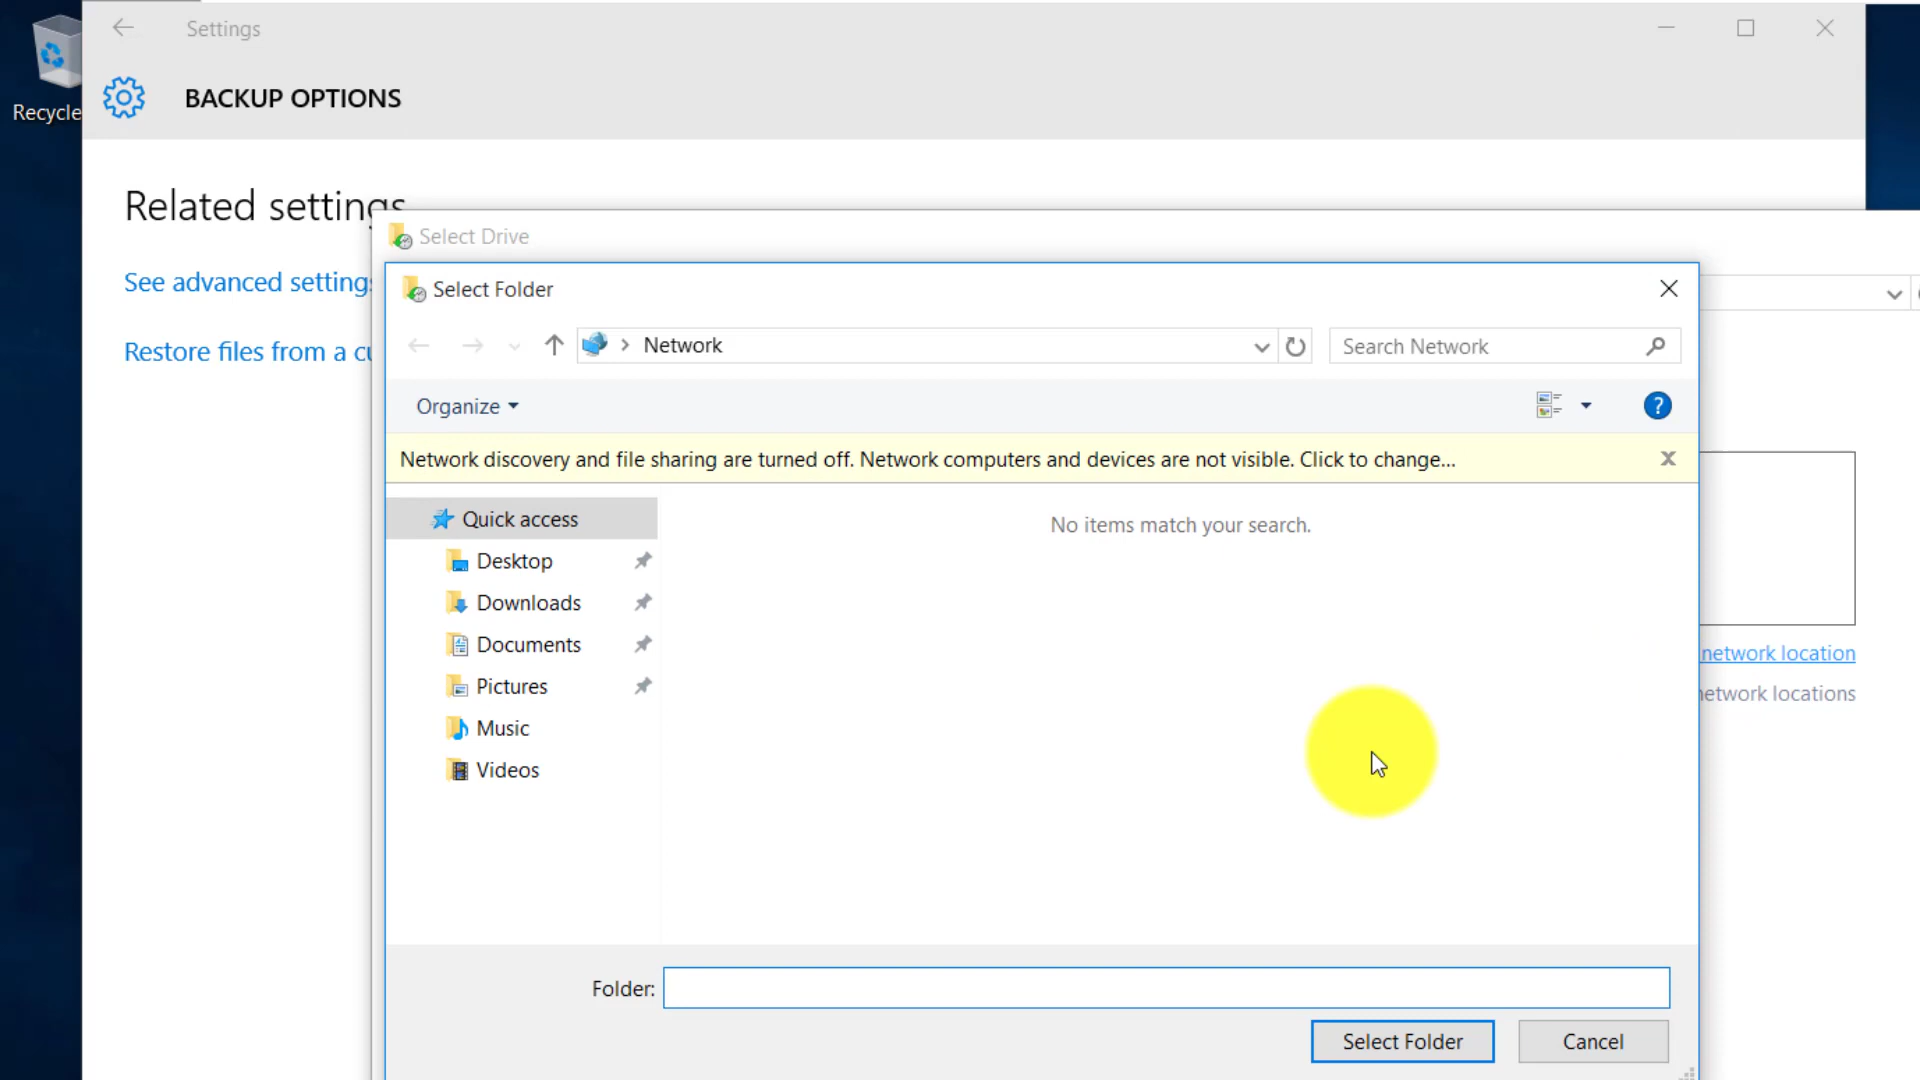 Settings
Recycle
BACKUP OPTIONS
Related settings
See advanced settings
Restore files from a cu
Select Drive
Select Folder
Network
Search Network
Organize
?
Network discovery and file sharing are turned off. Network computers and devices are not visible. Click to change...
Quick access
No items match your search.
Desktop
Downloads
Documents
Pictures
Music
Videos
network location
network locations
Folder:
Select Folder
Cancel